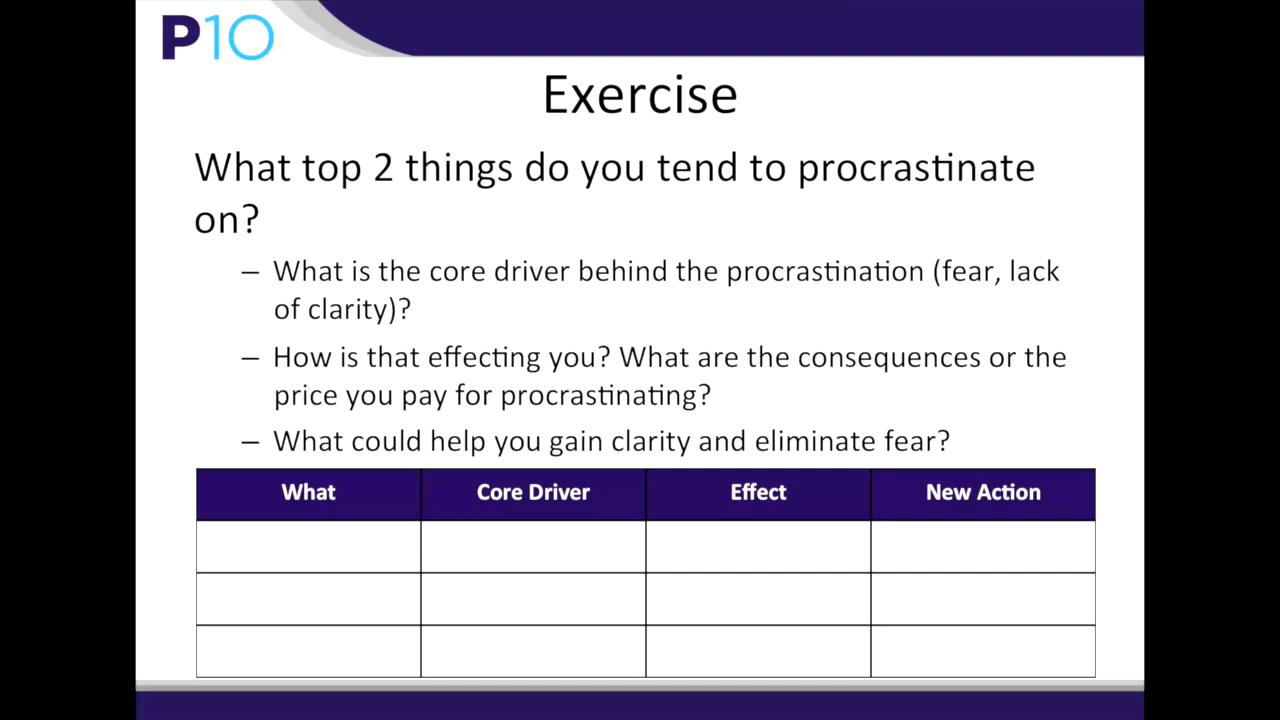 P10
Exercise
What top 2 things do you tend to procrastinate
on?
– What is the core driver behind the procrastination (fear, lack
of clarity)?
– How is that effecting you? What are the consequences or the
price you pay for procrastinating?
– What could help you gain clarity and eliminate fear?
What Core Driver Effect New Action